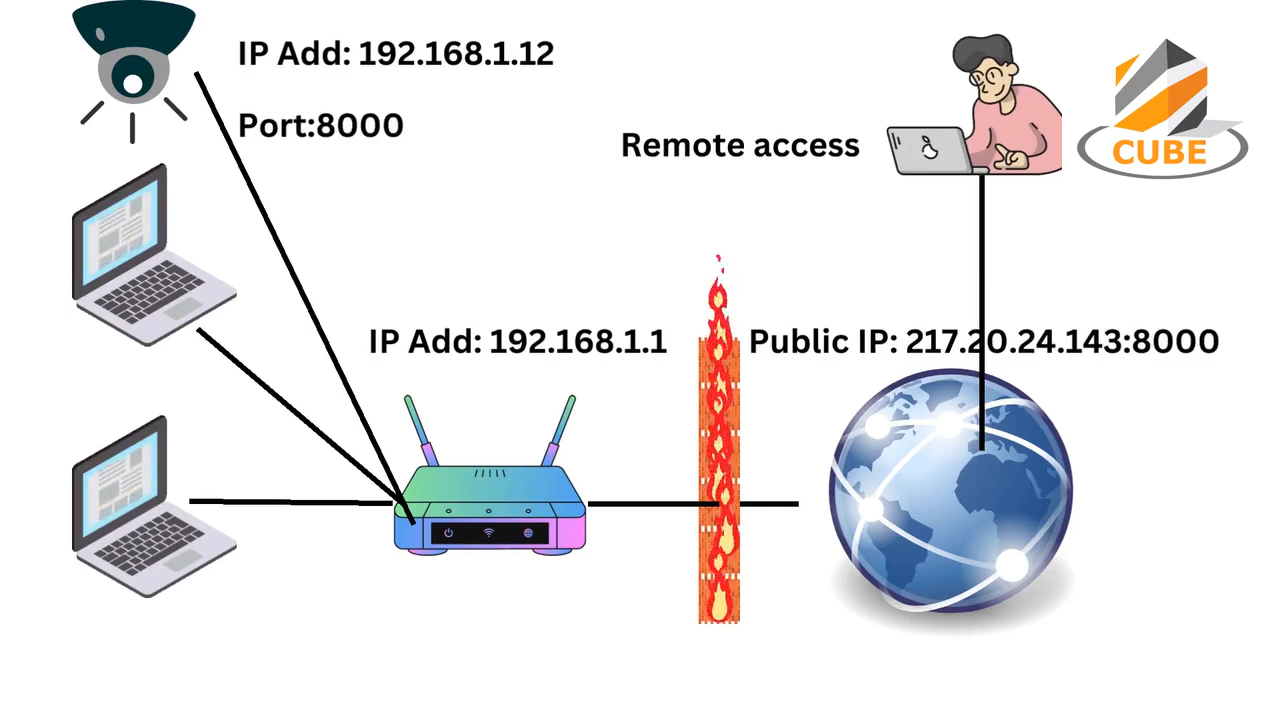 IP Add: 192.168.1.12
Port:8000
Remote access
CUBE
IP Add: 192.168.1.1
Public IP: 217.20.24.143:8000